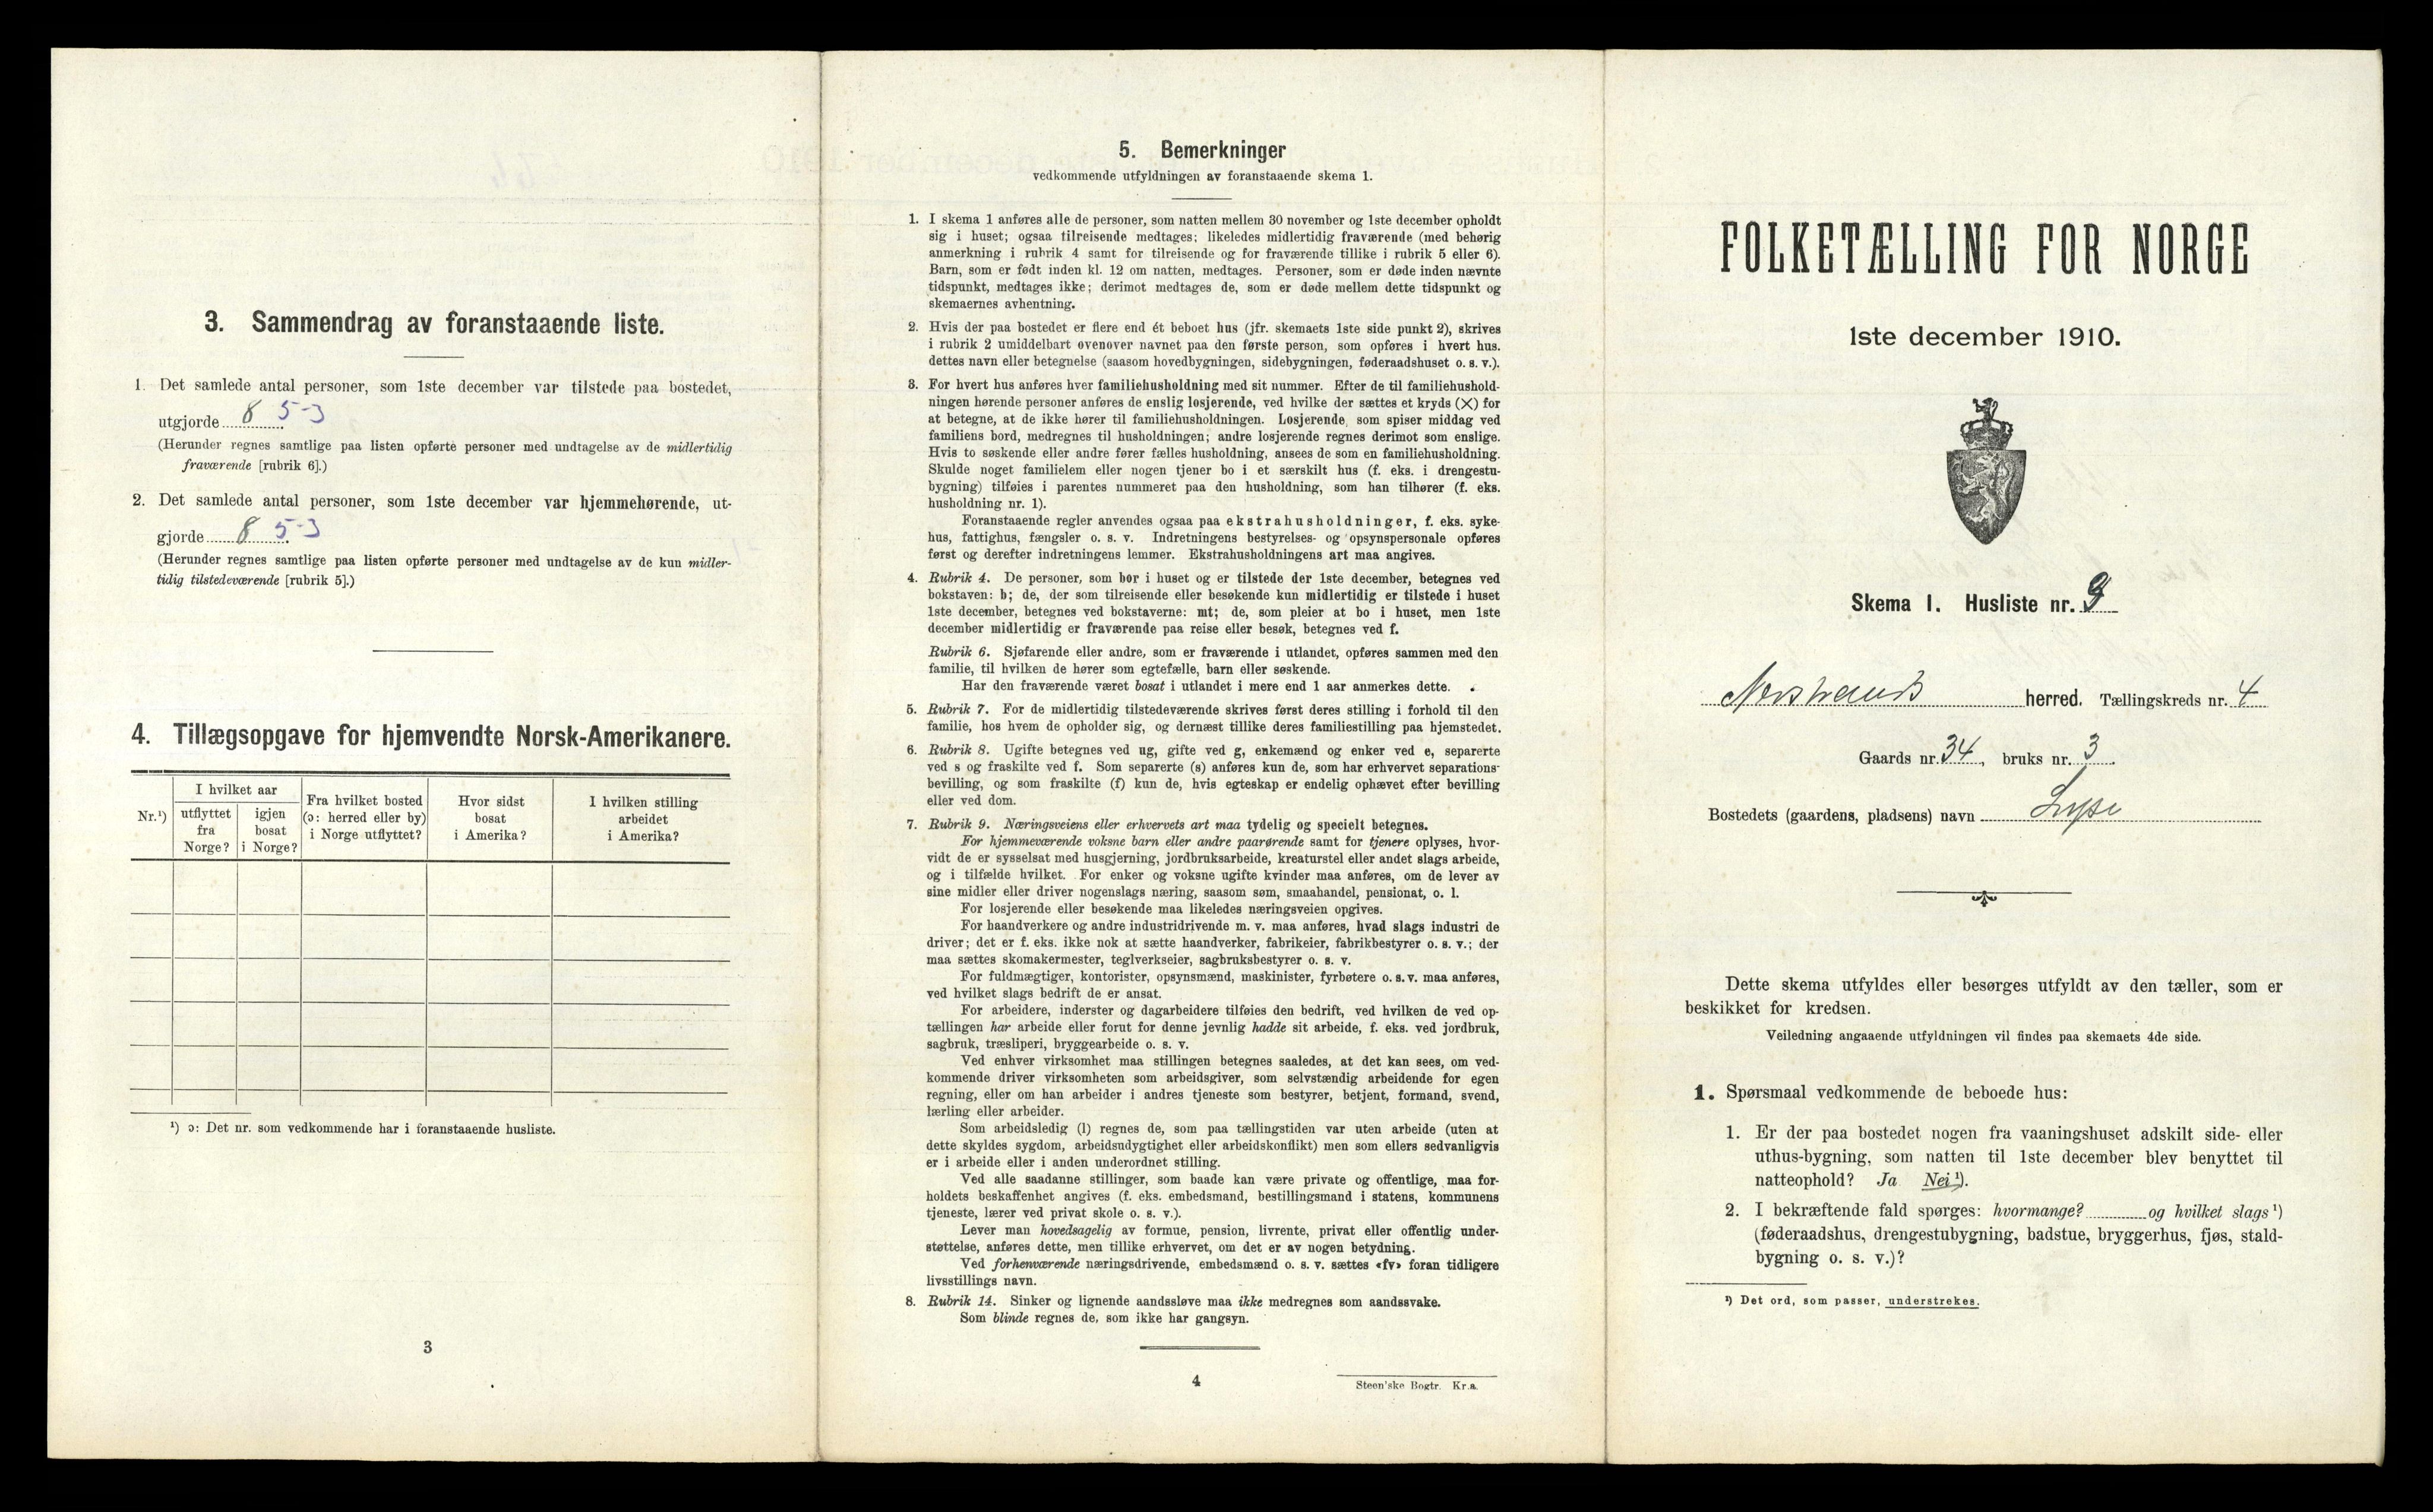 3. Sammendrag av foranstaaende liste.
1. Det samlede antal personer, som 1ste december var tilstede paa bostedet,
utgjorde 8 5-3
(Herunder regnes samtlige paa listen opførte personer med undtagelse av de midlertidig
fraværende [rubrik 6].)
2. Det samlede antal personer, som 1ste december var hjemmehørende, ut-
gjorde 8 5-3
(Herunder regnes samtlige paa listen opførte personer med undtagelse av de kun midler-
tidig tilstedeværende [rubrik 5].)
4. Tillægsopgave for hjemvendte Norsk-Amerikanere.
Nr.¹)
I hvilket aar
utflyttet
fra
Norge?
igjen
bosat
i Norge?
Fra hvilket bosted
(ɔ: herred eller by)
i Norge utflyttet?
Hvor sidst
bosat
i Amerika?
I hvilken stilling
arbeidet
i Amerika?
¹) ɔ: Det nr. som vedkommende har i foranstaaende husliste.
3
5. Bemerkninger
vedkommende utfyldningen av foranstaaende skema 1.
1. I skema 1 anføres alle de personer, som natten mellem 30 november og 1ste december opholdt
sig i huset; ogsaa tilreisende medtages; likeledes midlertidig fraværende (med behørig
anmerkning i rubrik 4 samt for tilreisende og for fraværende tillike i rubrik 5 eller 6).
Barn, som er født inden kl. 12 om natten, medtages. Personer, som er døde inden nævnte
tidspunkt, medtages ikke; derimot medtages de, som er døde mellem dette tidspunkt og
skemaernes avhentning.
2. Hvis der paa bostedet er flere end ét beboet hus (jfr. skemaets 1ste side punkt 2), skrives
i rubrik 2 umiddelbart ovenover navnet paa den første person, som opføres i hvert hus.
dettes navn eller betegnelse (saasom hovedbygningen, sidebygningen, føderaadshuset o. s. v.).
3. For hvert hus anføres hver familiehusholdning med sit nummer. Efter de til familiehushold-
ningen hørende personer anføres de enslig losjerende, ved hvilke der sættes et kryds (×) for
at betegne, at de ikke hører til familiehusholdningen. Losjerende, som spiser middag ved
familiens bord, medregnes til husholdningen; andre losjerende regnes derimot som enslige.
Hvis to søskende eller andre fører fælles husholdning, ansees de som en familiehusholdning.
Skulde noget familielem eller nogen tjener bo i et særskilt hus (f. eks. i drengestu-
bygning) tilføies i parentes nummeret paa den husholdning, som han tilhører (f. eks.
husholdning nr. 1).
Foranstaaende regler anvendes ogsaa paa ekstrahusholdninger, f. eks. syke-
hus, fattighus, fængsler o. s. v. Indretningens bestyrelses- og opsynspersonale opføres
først og derefter indretningens lemmer. Ekstrahusholdningens art maa angives.
4. Rubrik 4. De personer, som bor i huset og er tilstede der 1ste december, betegnes ved
bokstaven: b; de, der som tilreisende eller besøkende kun midlertidig er tilstede i huset
1ste december, betegnes ved bokstaverne: mt; de, som pleier at bo i huset, men 1ste
december midlertidig er fraværende paa reise eller besøk, betegnes ved f.
Rubrik 6. Sjøfarende eller andre, som er fraværende i utlandet, opføres sammen med den
familie, til hvilken de hører som egtefælle, barn eller søskende.
Har den fraværende været bosat i utlandet i mere end 1 aar anmerkes dette.
5. Rubrik 7. For de midlertidig tilstedeværende skrives først deres stilling i forhold til den
familie, hos hvem de opholder sig, og dernæst tillike deres familiestilling paa hjemstedet.
6. Rubrik 8. Ugifte betegnes ved ug, gifte ved g, enkemænd og enker ved e, separerte
ved s og fraskilte ved f. Som separerte (s) anføres kun de, som har erhvervet separations-
bevilling, og som fraskilte (f) kun de, hvis egteskap er endelig ophævet efter bevilling
eller ved dom.
7. Rubrik 9. Næringsveiens eller erhvervets art maa tydelig og specielt betegnes.
For hjemmeværende voksne barn eller andre paarørende samt for tjenere oplyses, hvor-
vidt de er sysselsat med husgjerning, jordbruksarbeide, kreaturstel eller andet slags arbeide,
og i tilfælde hvilket. For enker og voksne ugifte kvinder maa anføres, om de lever av
sine midler eller driver nogenslags næring, saasom søm, smaahandel, pensionat, o. l.
For losjerende eller besøkende maa likeledes næringsveien opgives.
For haandverkere og andre industridrivende m. v. maa anføres, hvad slags industri de
driver; det er f. eks. ikke nok at sætte haandverker, fabrikeier, fabrikbestyrer o. s. v.; der
maa sættes skomakermester, teglverkseier, sagbruksbestyrer o. s. v.
For fuldmægtiger, kontorister, opsynsmænd, maskinister, fyrbøtere o. s. v. maa anføres,
ved hvilket slags bedrift de er ansat.
For arbeidere, inderster og dagarbeidere tilføies den bedrift, ved hvilken de ved op-
tællingen har arbeide eller forut for denne jevnlig hadde sit arbeide, f. eks. ved jordbruk,
sagbruk, træsliperi, bryggearbeide o. s. v.
Ved enhver virksomhet maa stillingen betegnes saaledes, at det kan sees, om ved-
kommende driver virksomheten som arbeidsgiver, som selvstændig arbeidende for egen
regning, eller om han arbeider i andres tjeneste som bestyrer, betjent, formand, svend,
lærling eller arbeider.
Som arbeidsledig (l) regnes de, som paa tællingstiden var uten arbeide (uten at
dette skyldes sygdom, arbeidsudygtighet eller arbeidskonflikt) men som ellers sedvanligvis
er i arbeide eller i anden underordnet stilling.
Ved alle saadanne stillinger, som baade kan være private og offentlige, maa for-
holdets beskaffenhet angives (f. eks. embedsmand, bestillingsmand i statens, kommunens
tjeneste, lærer ved privat skole o. s. v.).
Lever man hovedsagelig av formue, pension, livrente, privat eller offentlig under-
støttelse, anføres dette, men tillike erhvervet, om det er av nogen betydning.
Ved forhenværende næringsdrivende, embedsmænd o. s. v. sættes «fv» foran tidligere
livsstillings navn.
8. Rubrik 14. Sinker og lignende aandssløve maa ikke medregnes som aandssvake.
Som blinde regnes de, som ikke har gangsyn.
4
Steen'ske Bogtr. Kr.a.
FOLKETÆLLING FOR NORGE
1ste december 1910.
Skema 1. Husliste nr. 9
Nerstrands herred. Tællingskreds nr. 4
Gaards nr. 34, bruks nr. 3.
Bostedets (gaardens, pladsens) navn Lyse
Dette skema utfyldes eller besørges utfyldt av den tæller, som er
beskikket for kredsen.
Veiledning angaaende utfyldningen vil findes paa skemaets 4de side.
1. Spørsmaal vedkommende de beboede hus:
1. Er der paa bostedet nogen fra vaaningshuset adskilt side- eller
uthus-bygning, som natten til 1ste december blev benyttet til
natteophold? Ja Nei ¹).
2. I bekræftende fald spørges: hvormange? og hvilket slags ¹)
(føderaadshus, drengestubygning, badstue, bryggerhus, fjøs, stald-
bygning o. s. v.)?
¹) Det ord, som passer, understrekes.